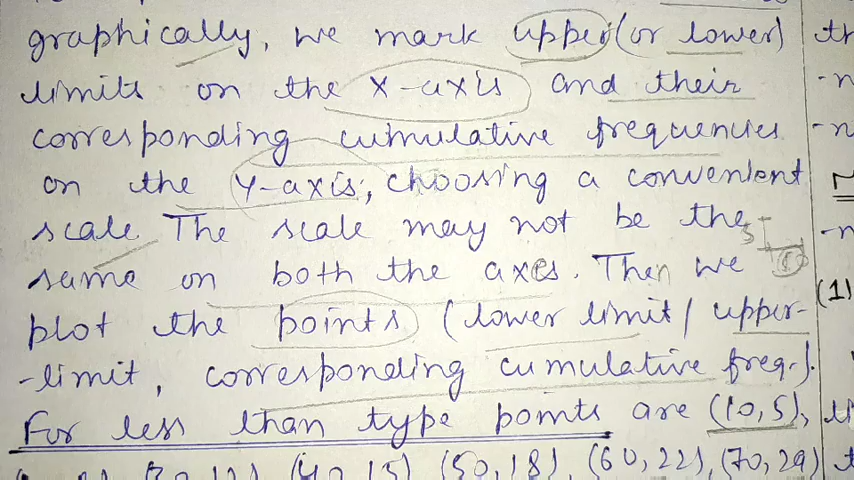 graphically, we mark upper (or lower)
limits on the x-axis and their
corresponding cumulative frequencies
on the y-axis, choosing a convenient
scale. The scale may not be the
same on both the axes. Then we
plot the points (lower limit/upper-
-limit, corresponding cumulative freq.).
For less than type points are (10,5),
(40,15) (50,18), (60,22), (70,29)
(1)